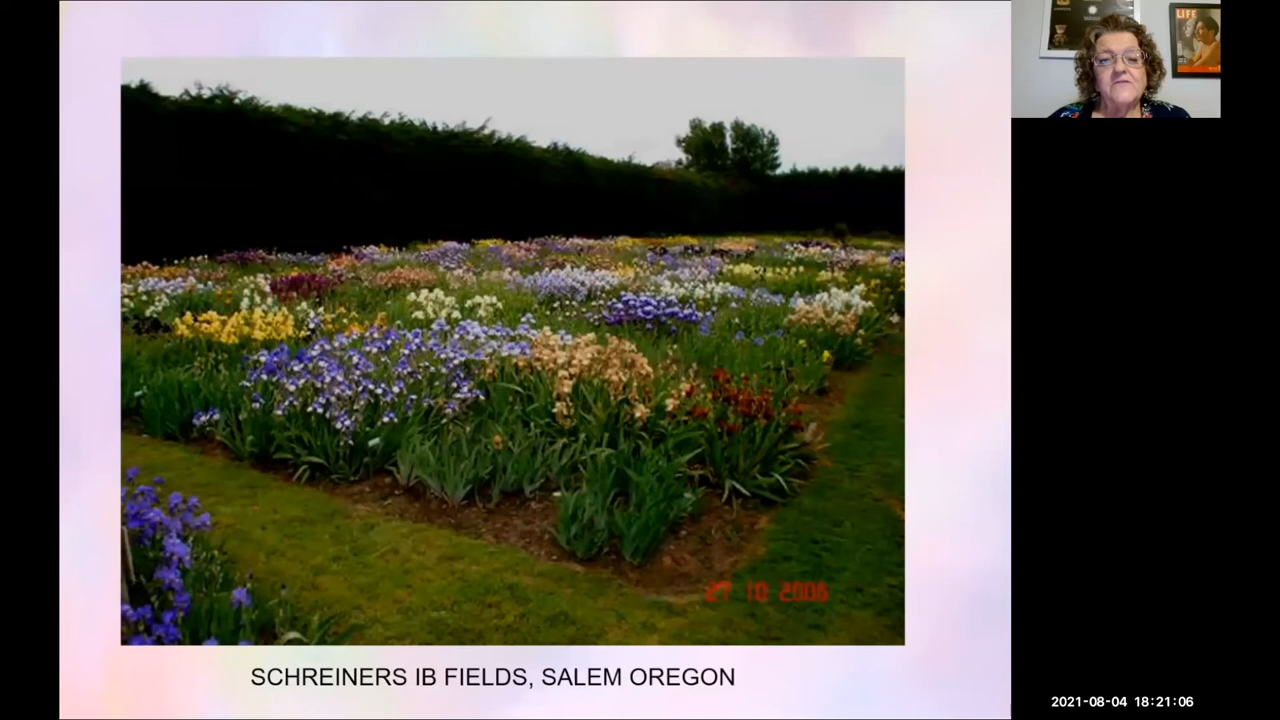 LIFE
27 10 2006
SCHREINERS IB FIELDS, SALEM OREGON
2021-08-04 18:21:06